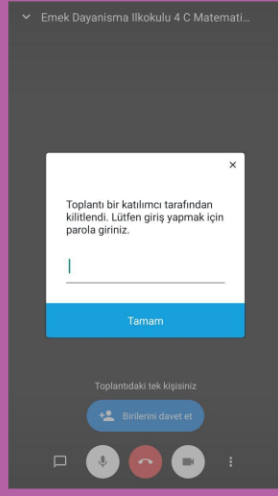 Emek Dayanisma Ilkokulu 4 C Matemati...
Toplantı bir katılımcı tarafından
kilitlendi. Lütfen giriş yapmak için
parola giriniz.
Tamam
Toplantıdaki tek kişisiniz
Birilerini davet et